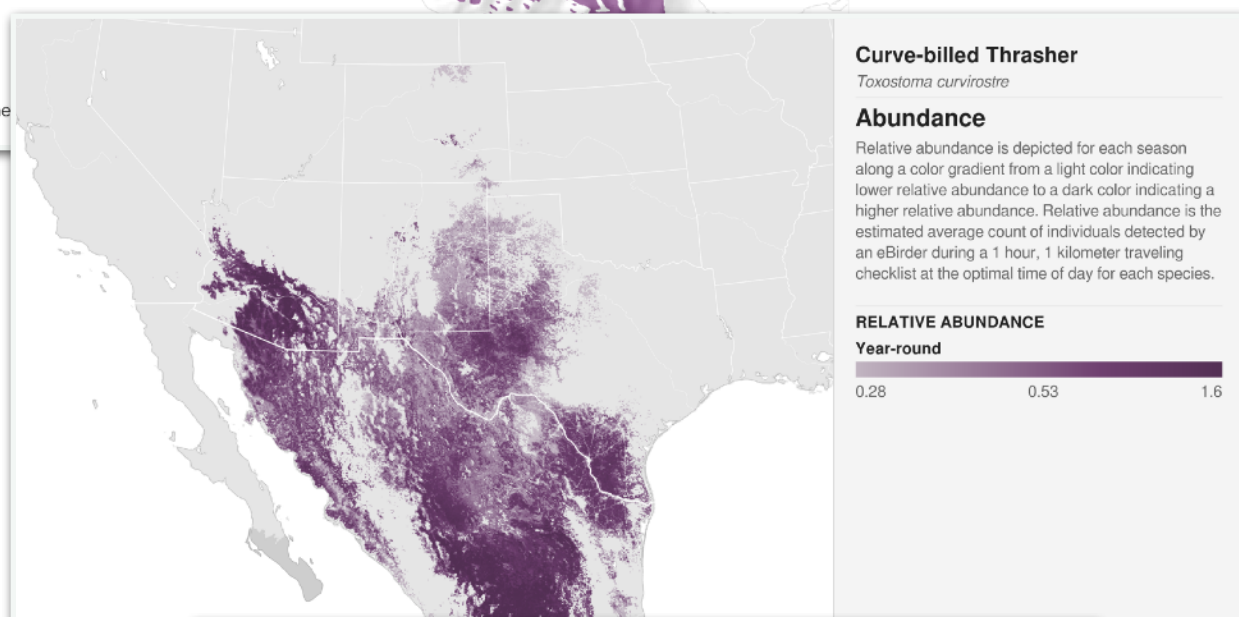 Curve-billed Thrasher
Toxostoma curvirostre
Abundance
Relative abundance is depicted for each season
along a color gradient from a light color indicating
lower relative abundance to a dark color indicating a
higher relative abundance. Relative abundance is the
estimated average count of individuals detected by
an eBirder during a 1 hour, 1 kilometer traveling
checklist at the optimal time of day for each species.
RELATIVE ABUNDANCE
Year-round
0.28 0.53 1.6